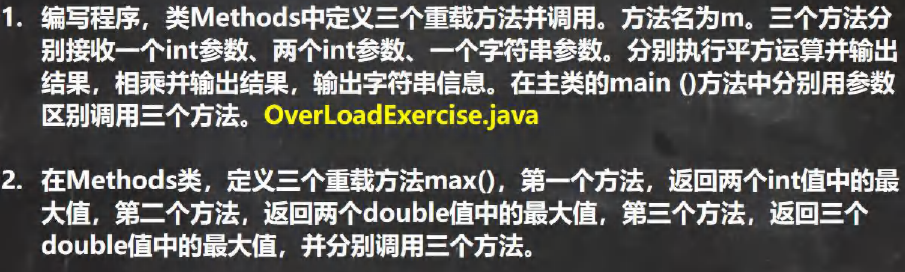 1. 编写程序，类Methods中定义三个重载方法并调用。方法名为m。三个方法分
别接收一个int参数、两个int参数、一个字符串参数。分别执行平方运算并输出
结果，相乘并输出结果，输出字符串信息。在主类的main ()方法中分别用参数
区别调用三个方法。OverLoadExercise.java
2. 在Methods类，定义三个重载方法max()，第一个方法，返回两个int值中的最
大值，第二个方法，返回两个double值中的最大值，第三个方法，返回三个
double值中的最大值，并分别调用三个方法。